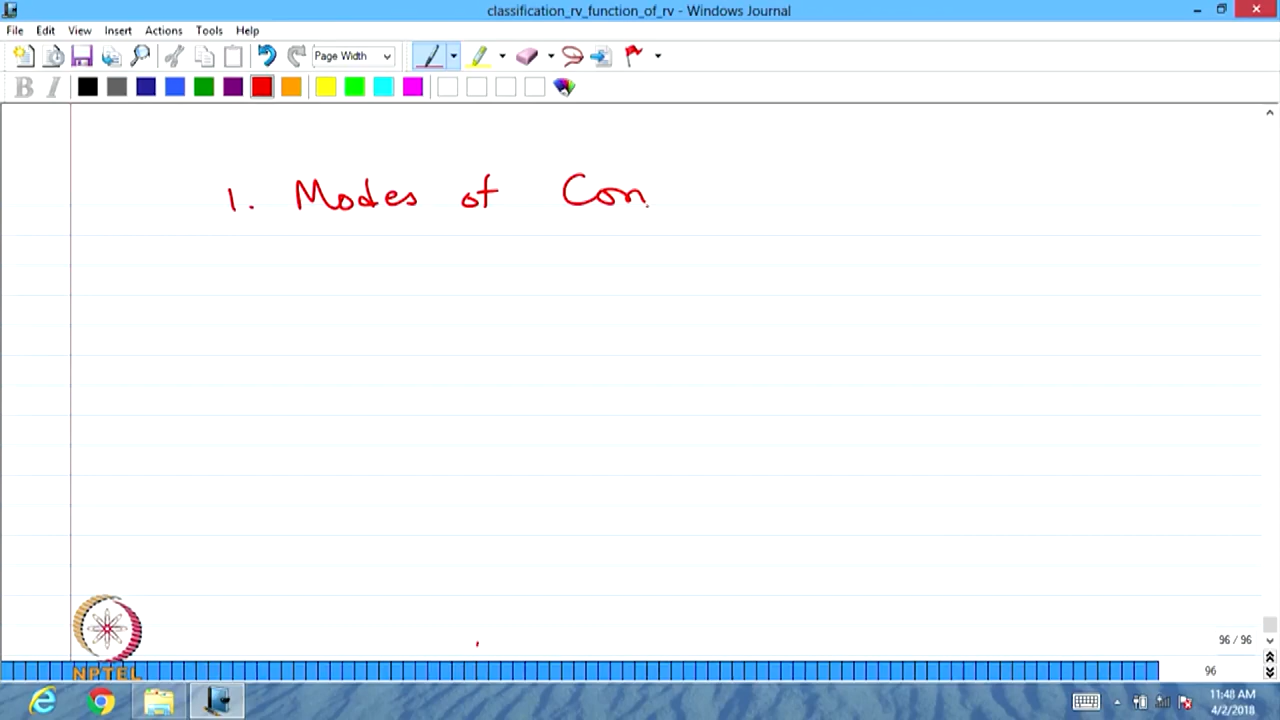 classification_rv_function_of_rv - Windows Journal
File Edit View Insert Actions Tools Help
Page Width
B I
1. Modes of Con
96 / 96
NPTEL
96
11:48 AM
4/2/2018